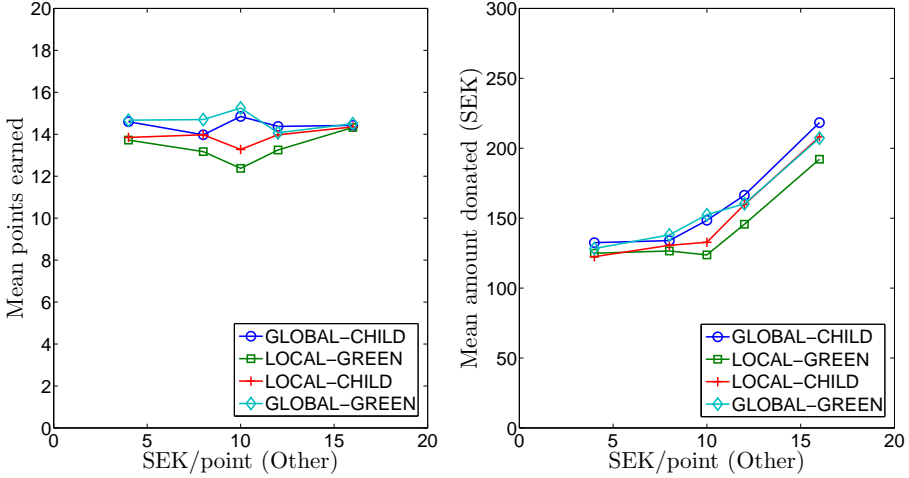 20
18
16
14
12
10
8
6
4
2
0
Mean points earned
0 5 10 15 20
SEK/point (Other)
GLOBAL−CHILD
LOCAL−GREEN
LOCAL−CHILD
GLOBAL−GREEN
300
250
200
150
100
50
0
Mean amount donated (SEK)
0 5 10 15 20
SEK/point (Other)
GLOBAL−CHILD
LOCAL−GREEN
LOCAL−CHILD
GLOBAL−GREEN